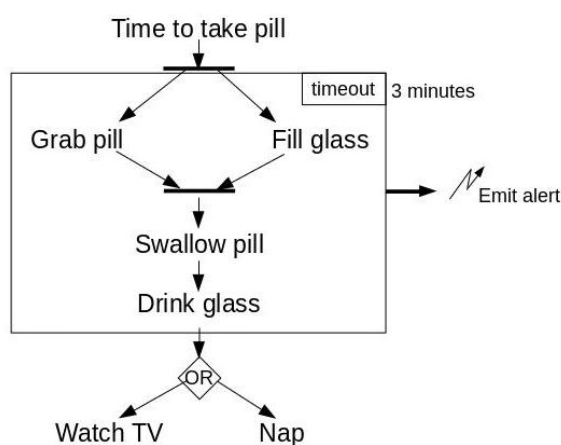 Time to take pill
timeout
3 minutes
Grab pill
Fill glass
Emit alert
Swallow pill
Drink glass
OR
Watch TV
Nap